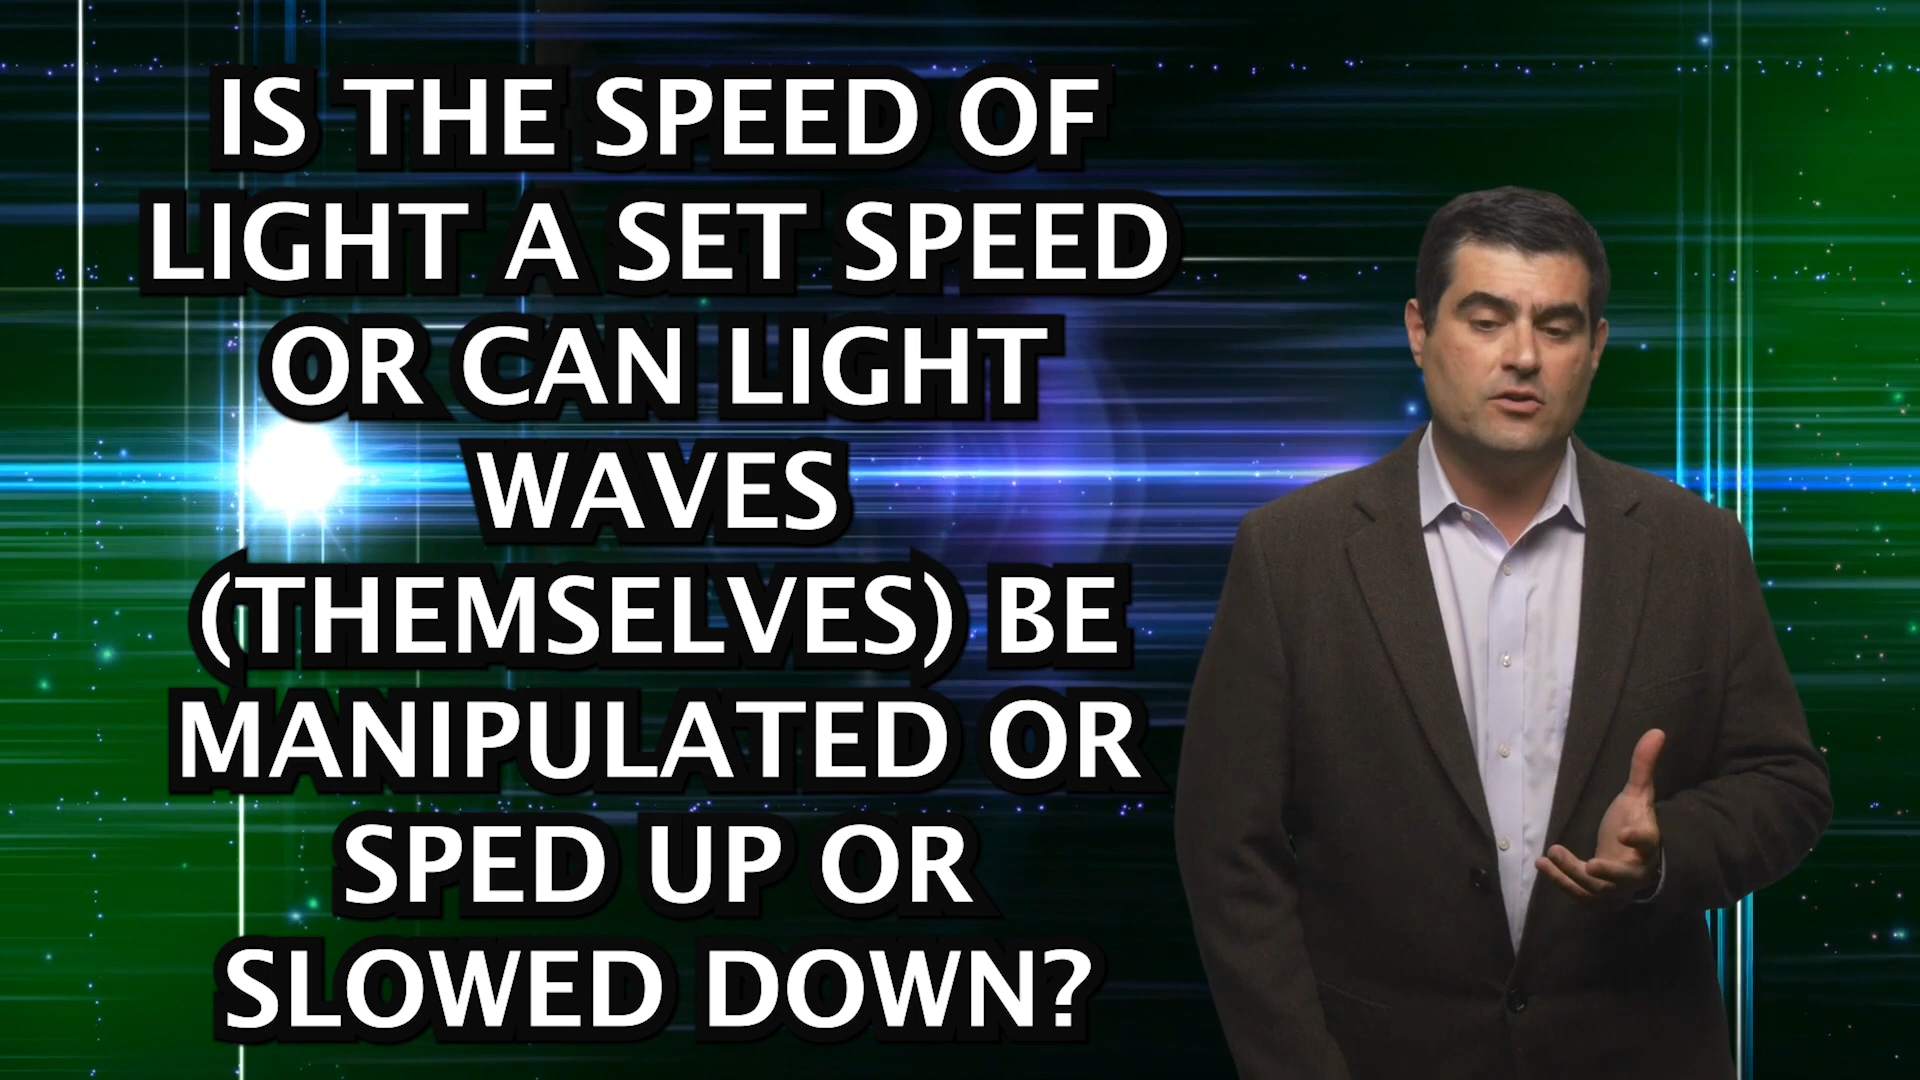 IS THE SPEED OF
LIGHT A SET SPEED
OR CAN LIGHT
WAVES
(THEMSELVES) BE
MANIPULATED OR
SPED UP OR
SLOWED DOWN?